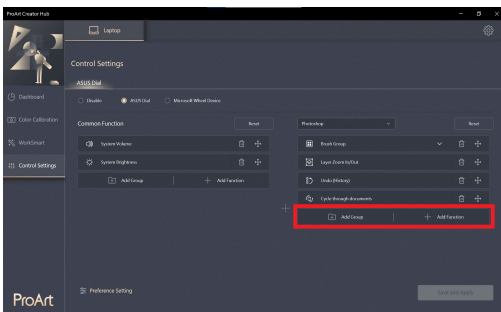 ProArt Creator Hub
Laptop
Control Settings
ASUS Dial
Disable
ASUS Dial
Microsoft Wheel Device
Dashboard
Color Calibration
WorkSmart
Control Settings
Common Function
Reset
System Volume
System Brightness
Add Group
Add Function
Photoshop
Reset
Brush Group
Layer Zoom In/Out
Undo (History)
Cycle through documents
Add Group
Add Function
Preference Setting
Save and Apply
ProArt